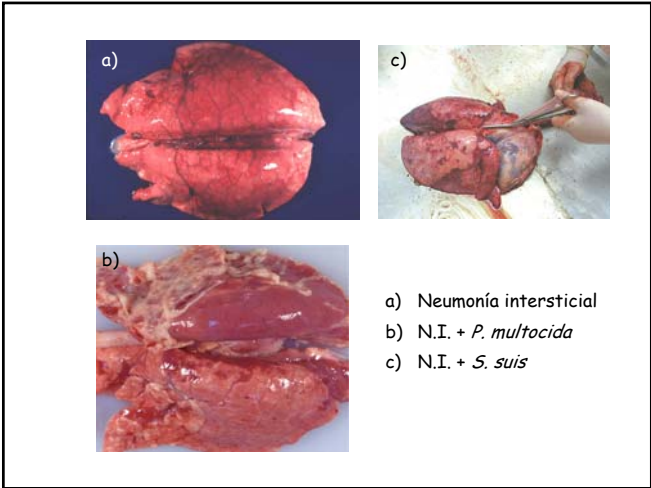 a)
c)
b)
a) Neumonía intersticial
b) N.I. + P. multocida
c) N.I. + S. suis